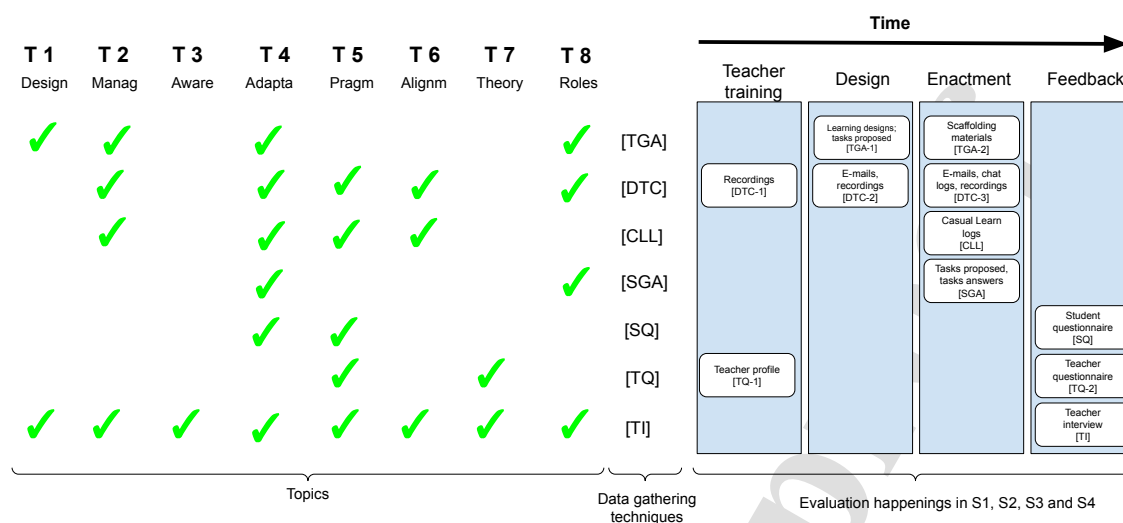 Time
T 1 T 2 T 3 T 4 T 5 T 6 T 7 T 8
Design Manag Aware Adapta Pragm Alignm Theory Roles
Teacher training
Design
Enactment
Feedback
[TGA]
[DTC]
[CLL]
[SGA]
[SQ]
[TQ]
[TI]
Recordings
[DTC-1]
Teacher profile
[TQ-1]
Learning designs;
tasks proposed
[TGA-1]
E-mails,
recordings
[DTC-2]
Scaffolding
materials
[TGA-2]
E-mails, chat
logs, recordings
[DTC-3]
Casual Learn
logs
[CLL]
Tasks proposed,
tasks answers
[SGA]
Student
questionnaire
[SQ]
Teacher
questionnaire
[TQ-2]
Teacher
interview
[TI]
Topics
Data gathering
techniques
Evaluation happenings in S1, S2, S3 and S4